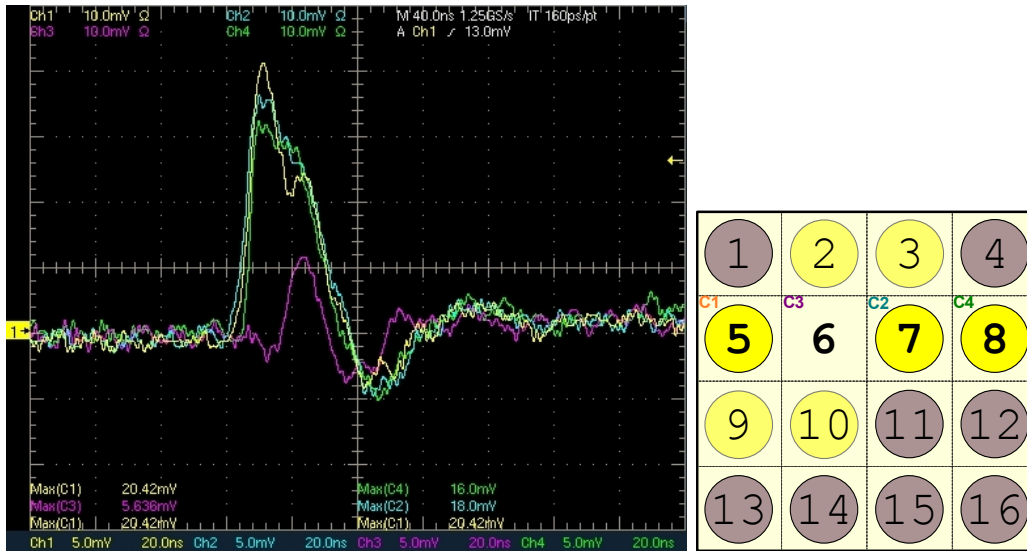 Ch1 10.0mV Ω Ch2 10.0mV Ω M 40.0ns 1.25GS/s IT 160ps/pt
Ch3 10.0mV Ω Ch4 10.0mV Ω A Ch1 ∕ 13.0mV
1
Max(C1) 20.42mV Max(C4) 16.0mV
Max(C3) 5.636mV Max(C2) 18.0mV
Max(C1) 20.42mV Max(C1) 20.42mV
Ch1 5.0mV 20.0ns Ch2 5.0mV 20.0ns Ch3 5.0mV 20.0ns Ch4 5.0mV 20.0ns
1 2 3 4
C1 C3 C2 C4
5 6 7 8
9 10 11 12
13 14 15 16